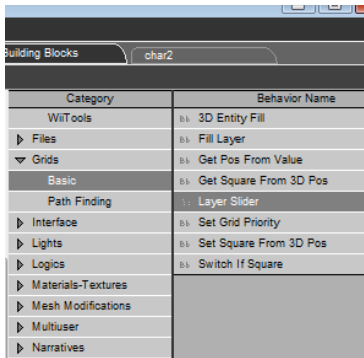 Building Blocks char2
Category Behavior Name
WiiTools 3D Entity Fill
Files Fill Layer
Grids Get Pos From Value
Basic Get Square From 3D Pos
Path Finding Layer Slider
Interface Set Grid Priority
Lights Set Square From 3D Pos
Logics Switch If Square
Materials-Textures
Mesh Modifications
Multiuser
Narratives